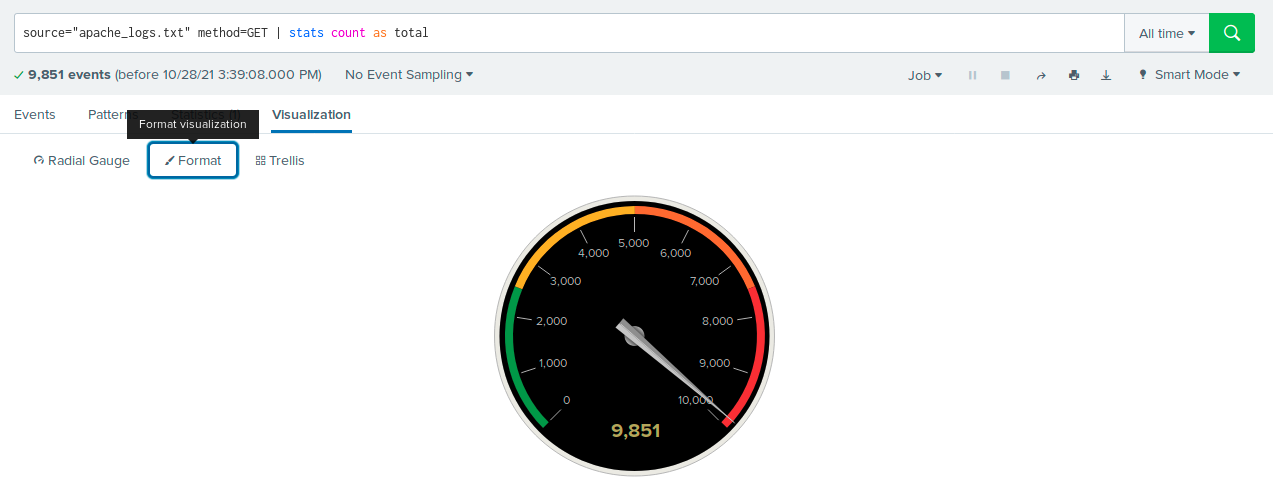 source="apache_logs.txt" method=GET | stats count as total
All time
9,851 events (before 10/28/21 3:39:08.000 PM)
No Event Sampling
Job
Smart Mode
Events
Patterns
Statistics (1)
Visualization
Format visualization
Radial Gauge
Format
Trellis
5,000
4,000
6,000
3,000
7,000
2,000
8,000
1,000
9,000
0
10,000
9,851